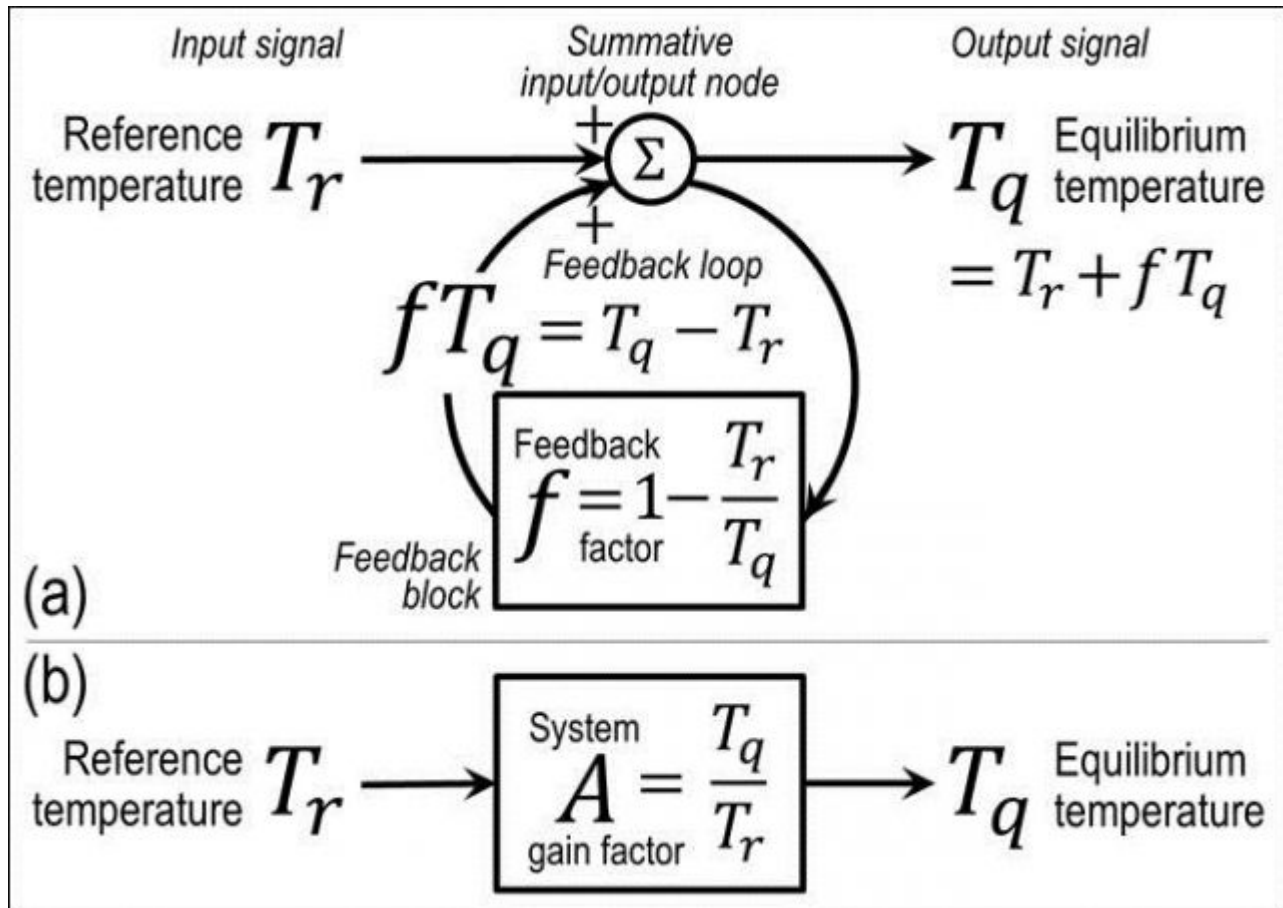 Input signal
Summative
input/output node
Output signal
Reference
temperature T_r
+
Σ
+
T_q Equilibrium
temperature
= T_r + f T_q
Feedback loop
f T_q = T_q − T_r
Feedback
f = 1 − T_r / T_q
factor
Feedback
block
(a)
(b)
Reference
temperature T_r
System
A = T_q / T_r
gain factor
T_q Equilibrium
temperature